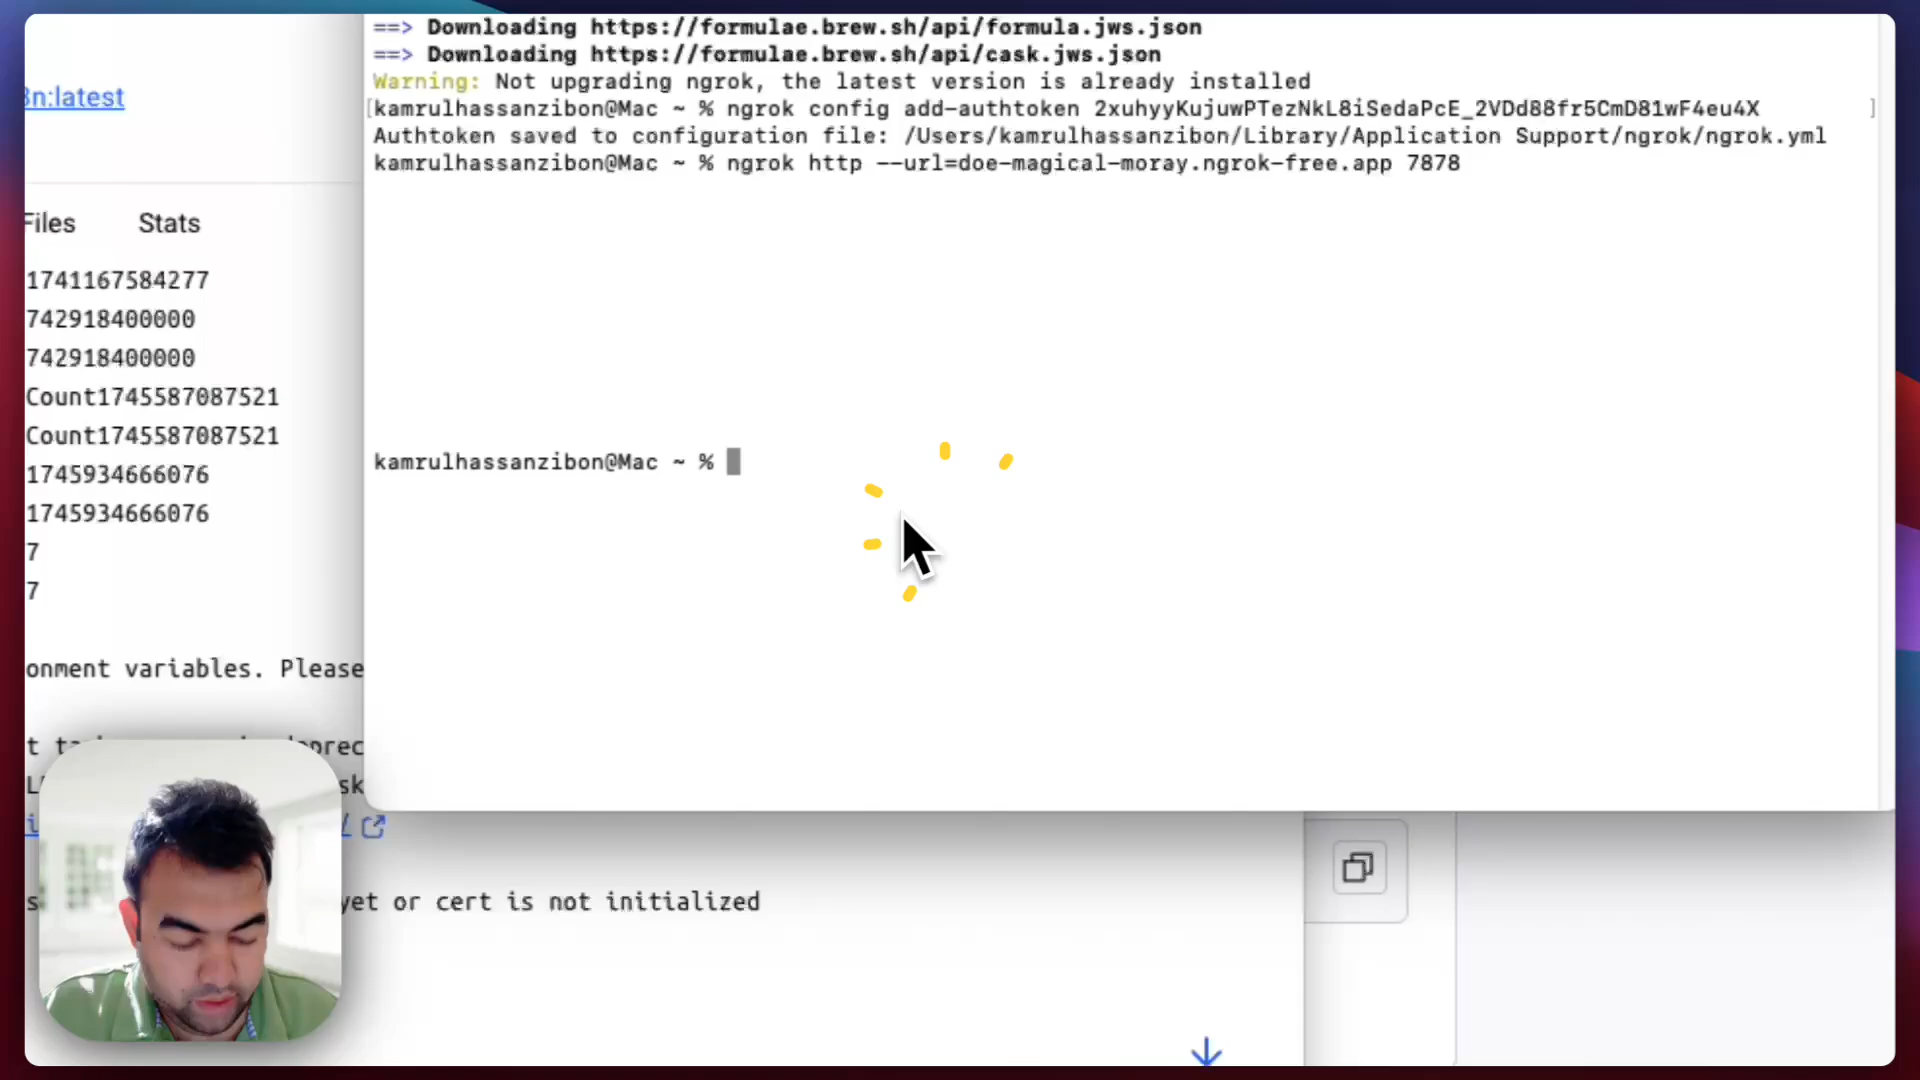 ==> Downloading https://formulae.brew.sh/api/formula.jws.json
==> Downloading https://formulae.brew.sh/api/cask.jws.json
Warning: Not upgrading ngrok, the latest version is already installed
[kamrulhassanzibon@Mac ~ % ngrok config add-authtoken 2xuhyyKujuwPTezNkL8iSedaPcE_2VDd88fr5CmD81wF4eu4X ]
Authtoken saved to configuration file: /Users/kamrulhassanzibon/Library/Application Support/ngrok/ngrok.yml
kamrulhassanzibon@Mac ~ % ngrok http --url=doe-magical-moray.ngrok-free.app 7878
kamrulhassanzibon@Mac ~ %
8n:latest
Files Stats
1741167584277
742918400000
742918400000
Count1745587087521
Count1745587087521
1745934666076
1745934666076
7
7
onment variables. Please
yet or cert is not initialized